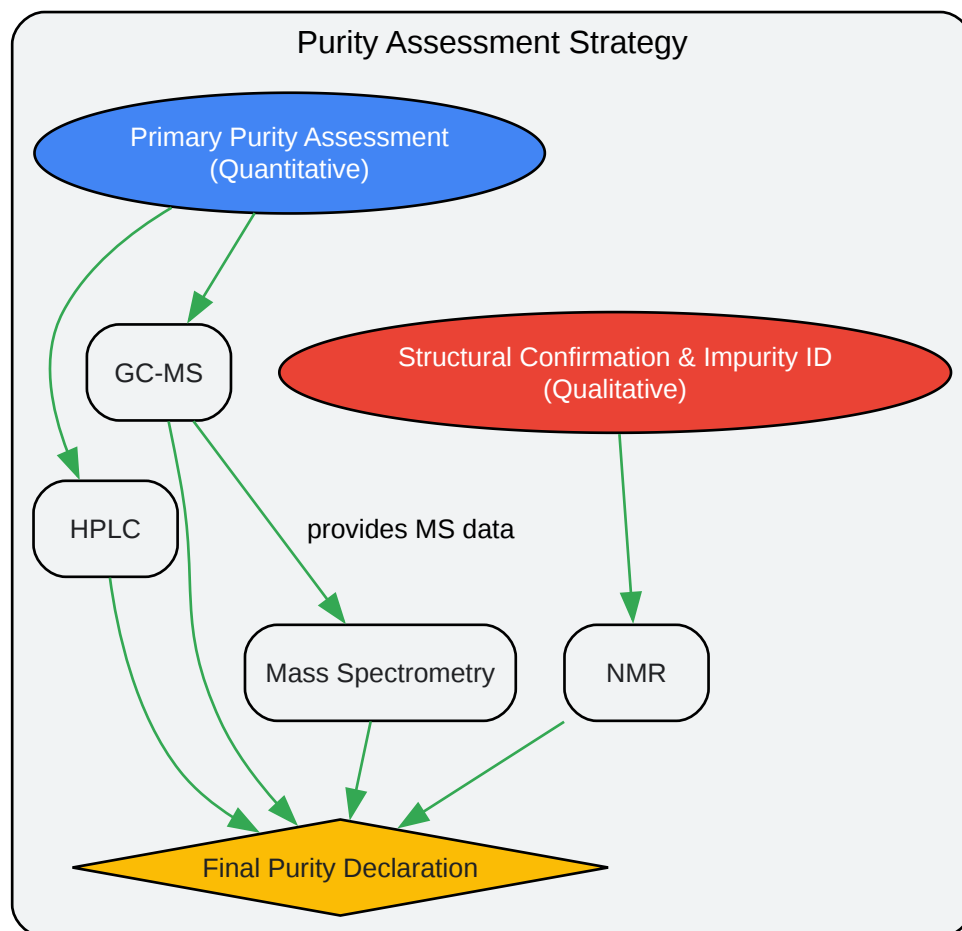 Purity Assessment Strategy
Primary Purity Assessment
(Quantitative)
GC-MS
Structural Confirmation & Impurity ID
(Qualitative)
HPLC
provides MS data
Mass Spectrometry
NMR
Final Purity Declaration